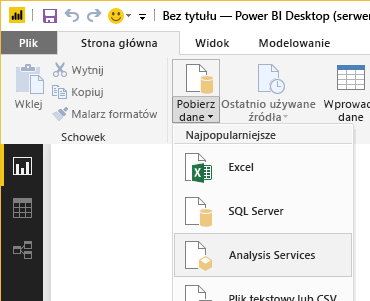 Bez tytułu — Power BI Desktop (serwer
Plik Strona główna Widok Modelowanie
Wklej
Wytnij
Kopiuj
Malarz formatów
Schowek
Pobierz
dane
Ostatnio używane
źródła
Wprowad
dane
Najpopularniejsze
Excel
SQL Server
Analysis Services
Plik tekstowy lub CSV